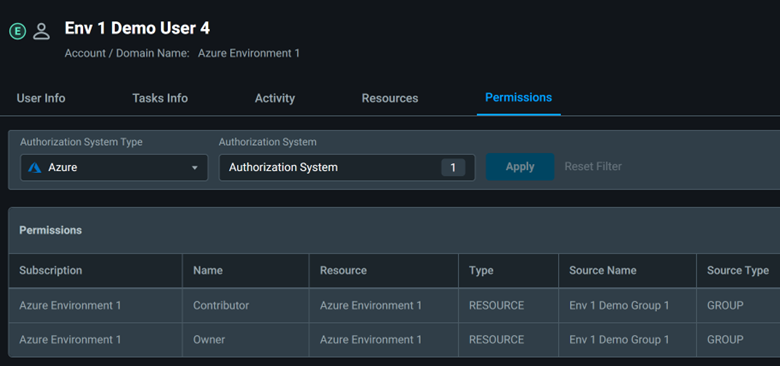 E
Env 1 Demo User 4
Account / Domain Name: Azure Environment 1
User Info Tasks Info Activity Resources Permissions
Authorization System Type Authorization System
Azure Authorization System 1 Apply Reset Filter
Permissions
Subscription Name Resource Type Source Name Source Type
Azure Environment 1 Contributor Azure Environment 1 RESOURCE Env 1 Demo Group 1 GROUP
Azure Environment 1 Owner Azure Environment 1 RESOURCE Env 1 Demo Group 1 GROUP